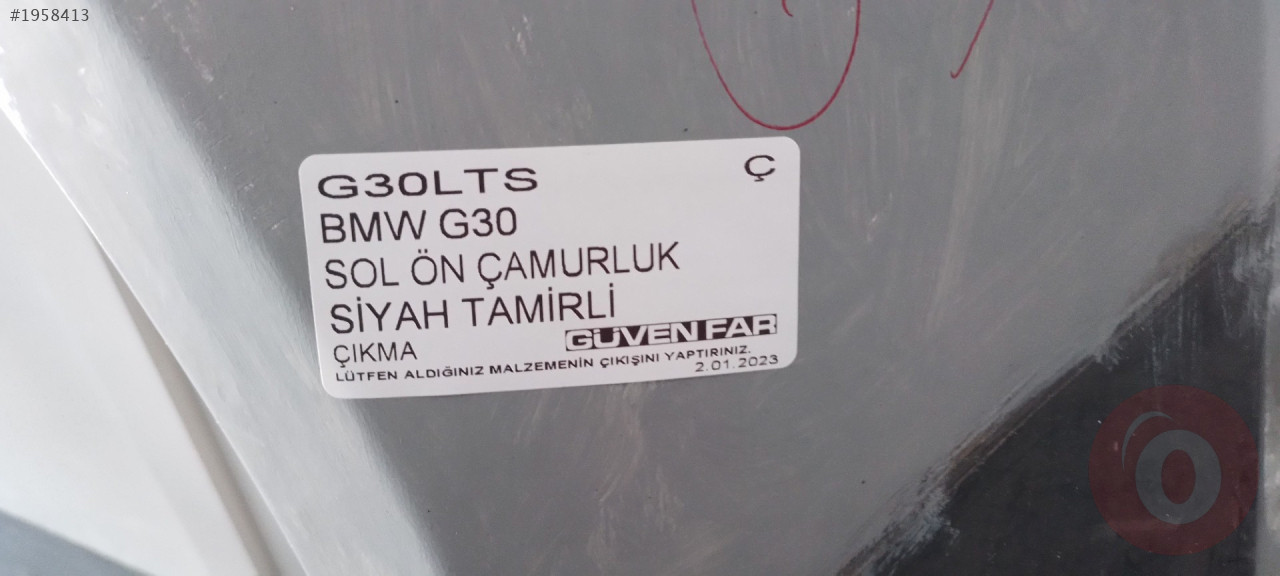 #1958413
G30LTS Ç
BMW G30
SOL ÖN ÇAMURLUK
SİYAH TAMİRLİ
ÇIKMA GÜVEN FAR
LÜTFEN ALDIĞINIZ MALZEMENİN ÇIKIŞINI YAPTIRINIZ.
2.01.2023